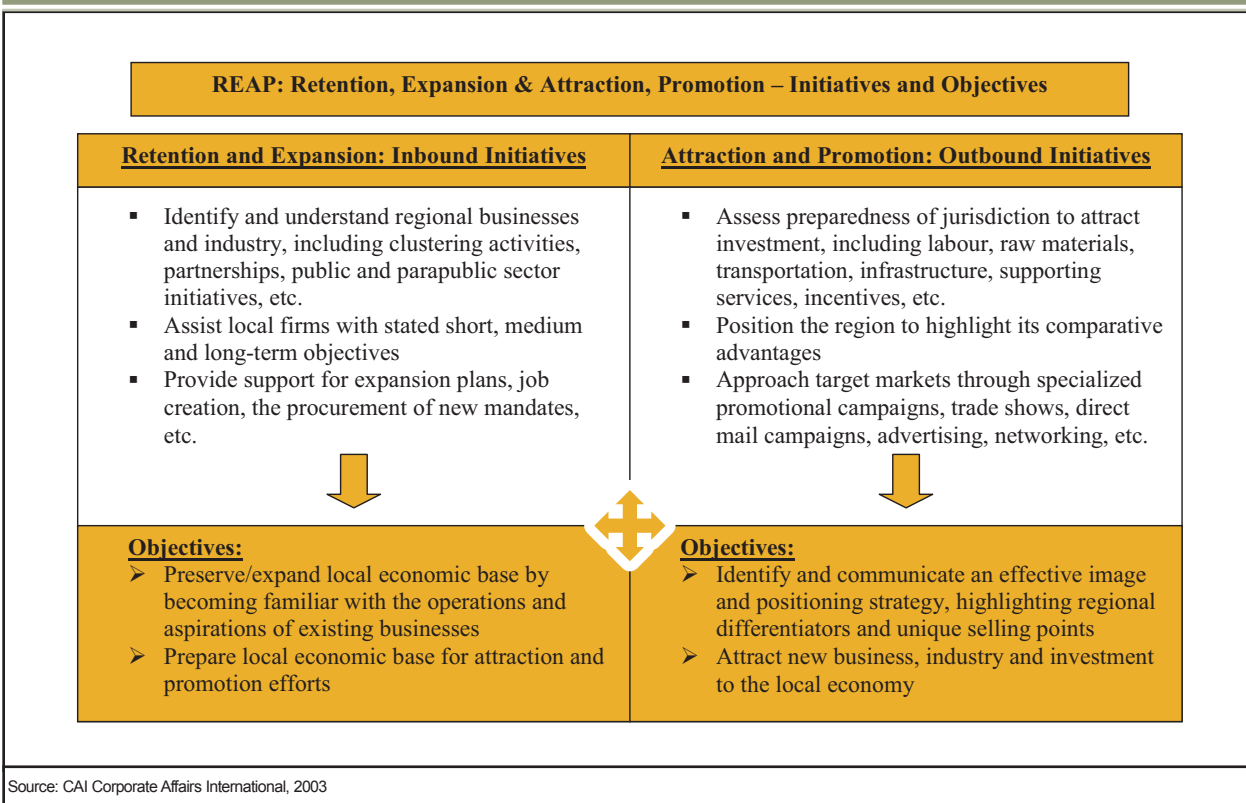 REAP: Retention, Expansion & Attraction, Promotion – Initiatives and Objectives
Retention and Expansion: Inbound Initiatives
▪ Identify and understand regional businesses
and industry, including clustering activities,
partnerships, public and parapublic sector
initiatives, etc.
▪ Assist local firms with stated short, medium
and long-term objectives
▪ Provide support for expansion plans, job
creation, the procurement of new mandates,
etc.
Objectives:
➢ Preserve/expand local economic base by
becoming familiar with the operations and
aspirations of existing businesses
➢ Prepare local economic base for attraction and
promotion efforts
Attraction and Promotion: Outbound Initiatives
▪ Assess preparedness of jurisdiction to attract
investment, including labour, raw materials,
transportation, infrastructure, supporting
services, incentives, etc.
▪ Position the region to highlight its comparative
advantages
▪ Approach target markets through specialized
promotional campaigns, trade shows, direct
mail campaigns, advertising, networking, etc.
Objectives:
➢ Identify and communicate an effective image
and positioning strategy, highlighting regional
differentiators and unique selling points
➢ Attract new business, industry and investment
to the local economy
Source: CAI Corporate Affairs International, 2003